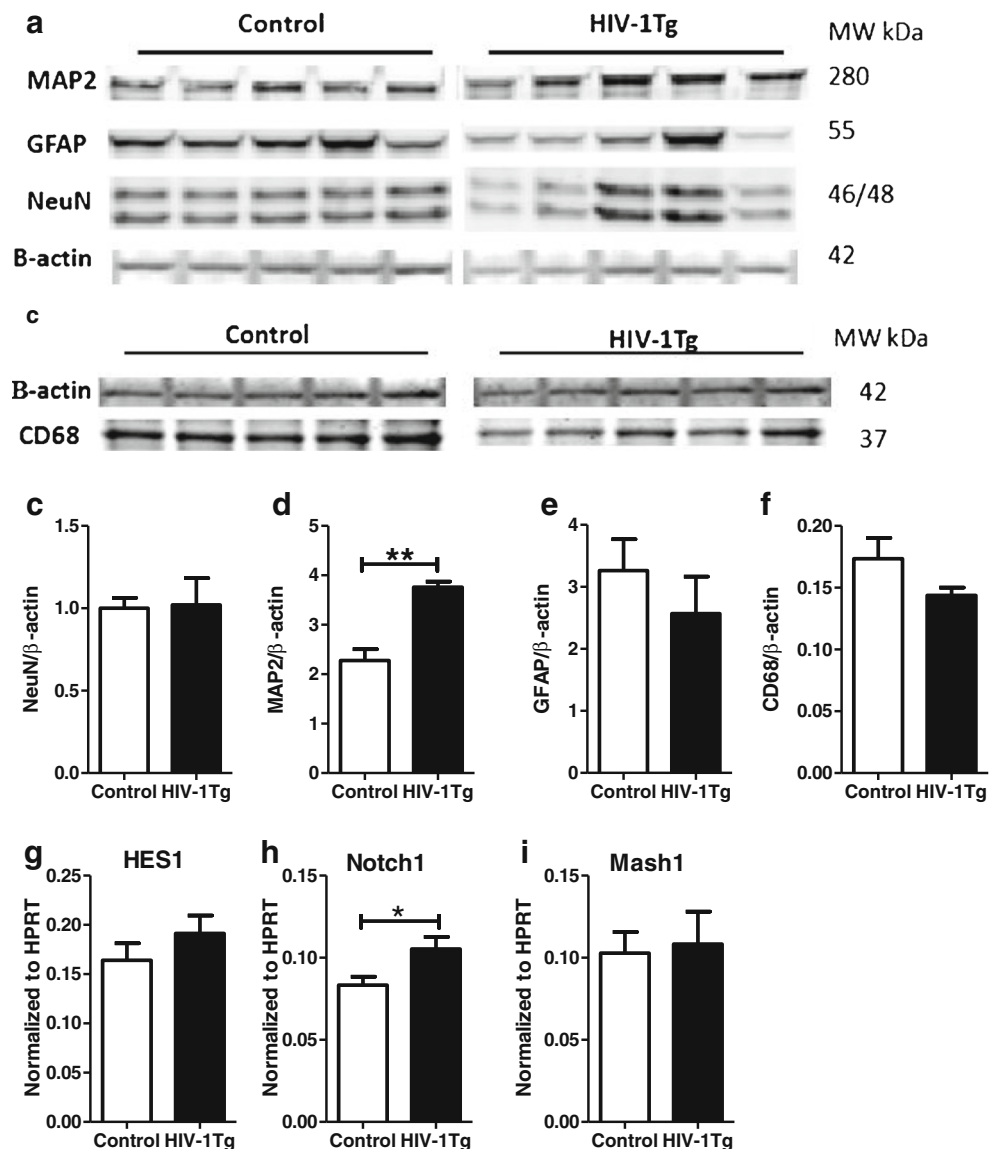 a Control HIV-1Tg MW kDa
MAP2 280
GFAP 55
NeuN 46/48
B-actin 42
c Control HIV-1Tg MW kDa
B-actin 42
CD68 37
c
NeuN/β-actin
1.5
1.0
0.5
0.0
Control HIV-1Tg
d
MAP2/β-actin
5
4
3
2
1
0
**
Control HIV-1Tg
e
GFAP/β-actin
4
3
2
1
0
Control HIV-1Tg
f
CD68/β-actin
0.20
0.15
0.10
0.05
0.00
Control HIV-1Tg
g HES1
Normalized to HPRT
0.25
0.20
0.15
0.10
0.05
0.00
Control HIV-1Tg
h Notch1
Normalized to HPRT
0.15
0.10
0.05
0.00
*
Control HIV-1Tg
i Mash1
Normalized to HPRT
0.15
0.10
0.05
0.00
Control HIV-1Tg